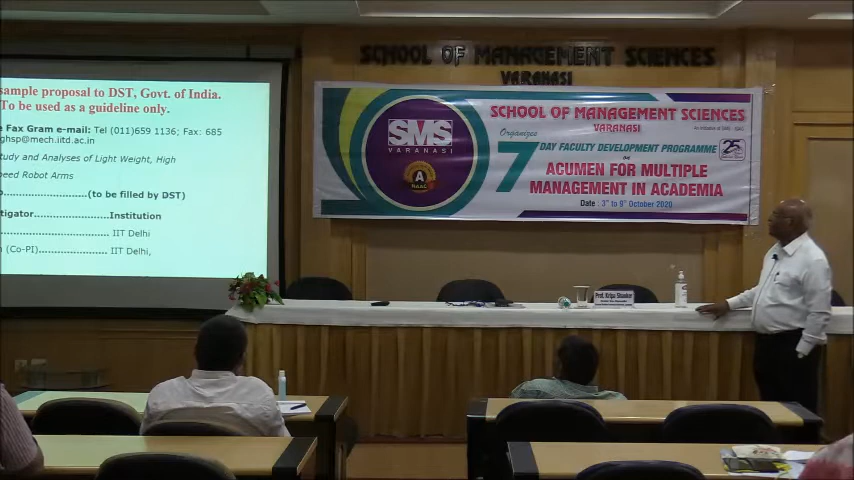 SCHOOL OF MANAGEMENT SCIENCES
VARANASI
sample proposal to DST, Govt. of India.
To be used as a guideline only.
Fax Gram e-mail: Tel (011)659 1136; Fax: 685
ghsp@mech.iitd.ac.in
tudy and Analyses of Light Weight, High
peed Robot Arms
(to be filled by DST)
tigator....................Institution
IIT Delhi
(Co-PI)....................... IIT Delhi,
SMS
VARANASI
A
NAAC
SCHOOL OF MANAGEMENT SCIENCES
VARANASI
Organizes
7 DAY FACULTY DEVELOPMENT PROGRAMME
on
ACUMEN FOR MULTIPLE
MANAGEMENT IN ACADEMIA
Date : 3rd to 9th October 2020
25
Prof. Kripa Shanker